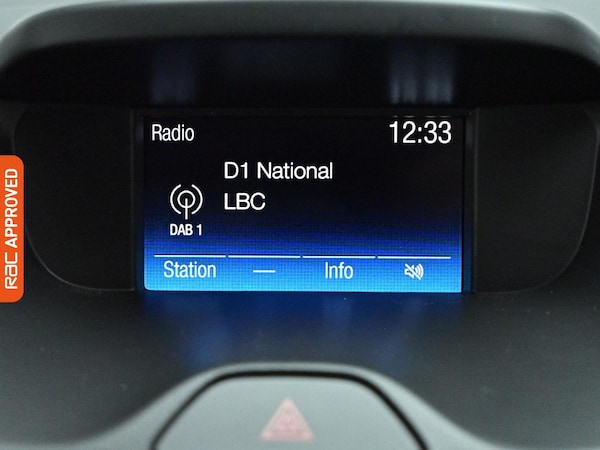 Radio 12:33
D1 National
LBC
DAB 1
Station — Info
RAC APPROVED